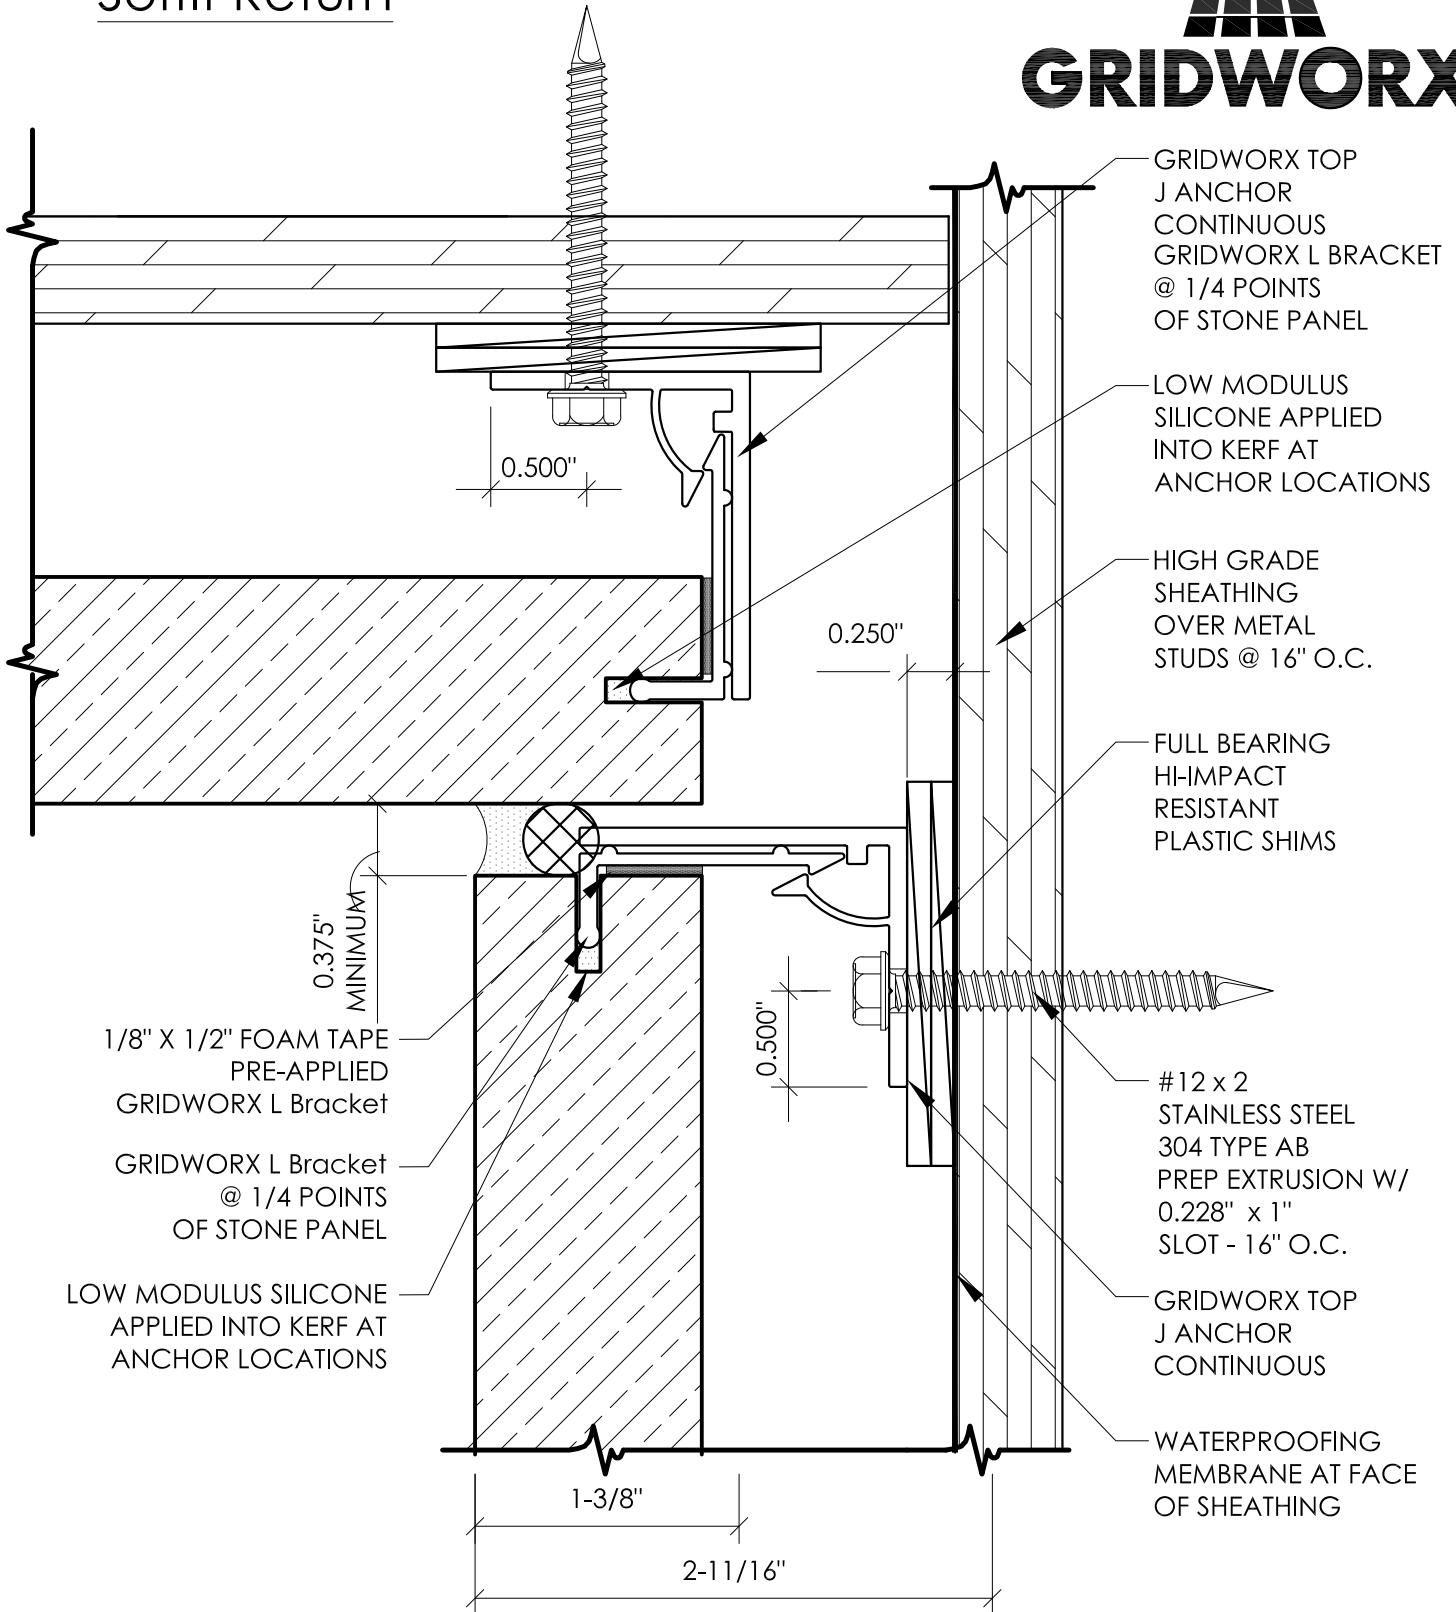 Soffit Return
GRIDWORX
GRIDWORX TOP
J ANCHOR
CONTINUOUS
GRIDWORX L BRACKET
@ 1/4 POINTS
OF STONE PANEL
LOW MODULUS
SILICONE APPLIED
INTO KERF AT
ANCHOR LOCATIONS
0.500"
HIGH GRADE
SHEATHING
OVER METAL
STUDS @ 16" O.C.
0.250"
FULL BEARING
HI-IMPACT
RESISTANT
PLASTIC SHIMS
0.375"
MINIMUM
0.500"
1/8" X 1/2" FOAM TAPE
PRE-APPLIED
GRIDWORX L Bracket
GRIDWORX L Bracket
@ 1/4 POINTS
OF STONE PANEL
LOW MODULUS SILICONE
APPLIED INTO KERF AT
ANCHOR LOCATIONS
#12 x 2
STAINLESS STEEL
304 TYPE AB
PREP EXTRUSION W/
0.228" x 1"
SLOT - 16" O.C.
GRIDWORX TOP
J ANCHOR
CONTINUOUS
WATERPROOFING
MEMBRANE AT FACE
OF SHEATHING
1-3/8"
2-11/16"